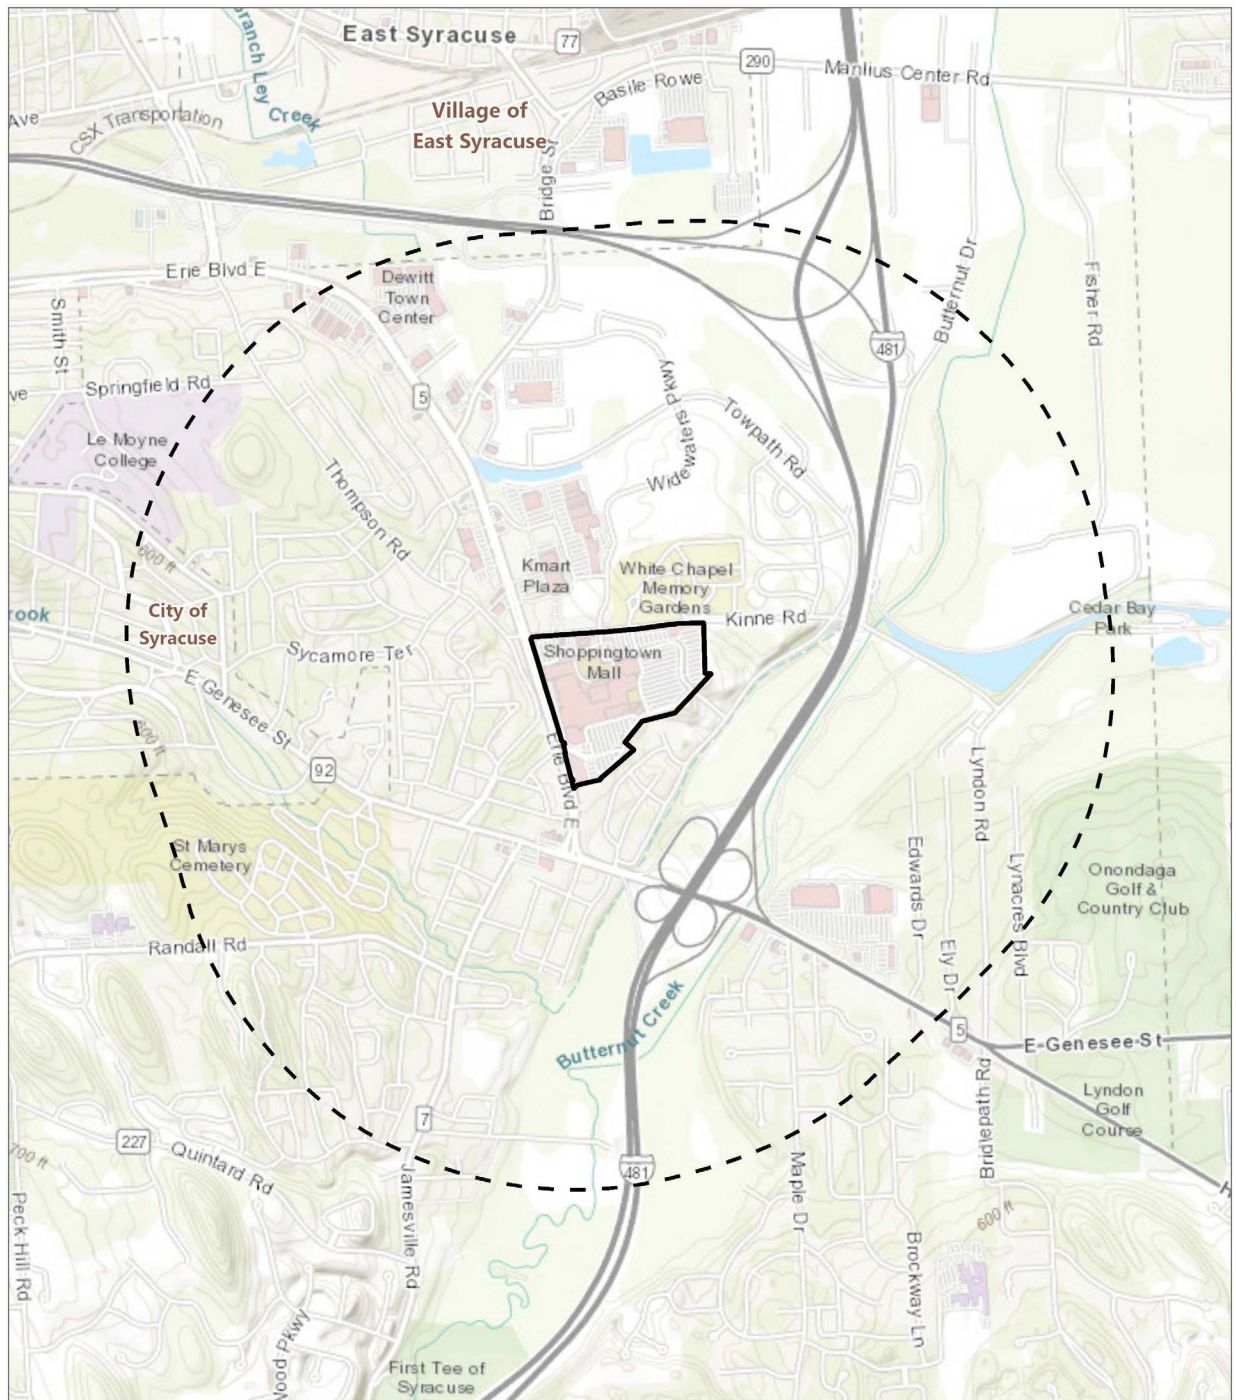 East Syracuse
77
290
Manlius Center Rd
Branch Ley Creek
Basile Rowe
Village of
East Syracuse
Ave
CSX Transportation
Bridge St
Erie Blvd E
Dewitt
Town
Center
Butternut Dr
Fisher Rd
Smith St
481
Springfield Rd
5
Widewaters Pkwy
Towpath Rd
Le Moyne
College
Thompson Rd
600 ft
Kmart
Plaza
White Chapel
Memory
Gardens
Kinne Rd
Cedar Bay
Park
rook
City of
Syracuse
Sycamore Ter
Shoppingtown
Mall
E Genesee St
600 ft
92
Erie Blvd E
Lyndon Rd
St Marys
Cemetery
Edwards Dr
Lynacres Blvd
Onondaga
Golf &
Country Club
Randall Rd
Ely Dr
Butternut Creek
5
E Genesee St
Bridlepath Rd
Lyndon
Golf
Course
7
227
700 ft
Quintard Rd
481
Jamesville Rd
Maple Dr
Peck Hill Rd
600 ft
Brockway Ln
Pkwy
First Tee of
Syracuse